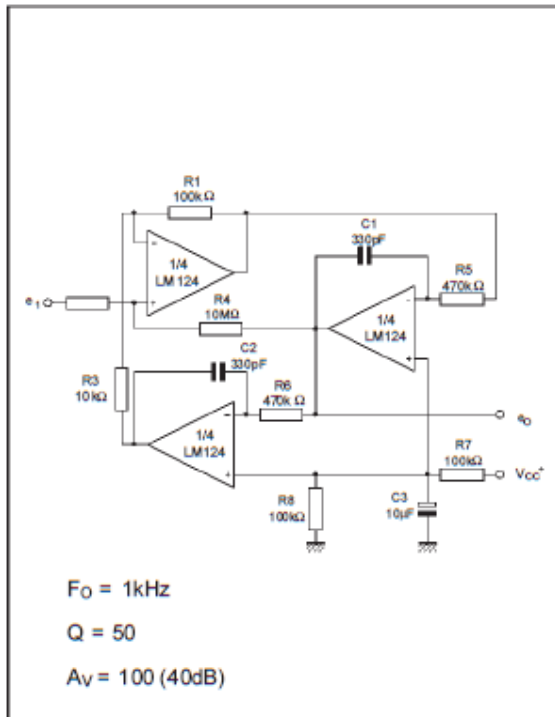 R1
100kΩ
C1
330pF
R5
470kΩ
1/4
LM124
R4
10MΩ
e1
1/4
LM124
C2
330pF
R3
10kΩ
R6
470kΩ
eO
1/4
LM124
R7
100kΩ
VCC+
R8
100kΩ
C3
10µF
FO = 1kHz
Q = 50
AV = 100 (40dB)